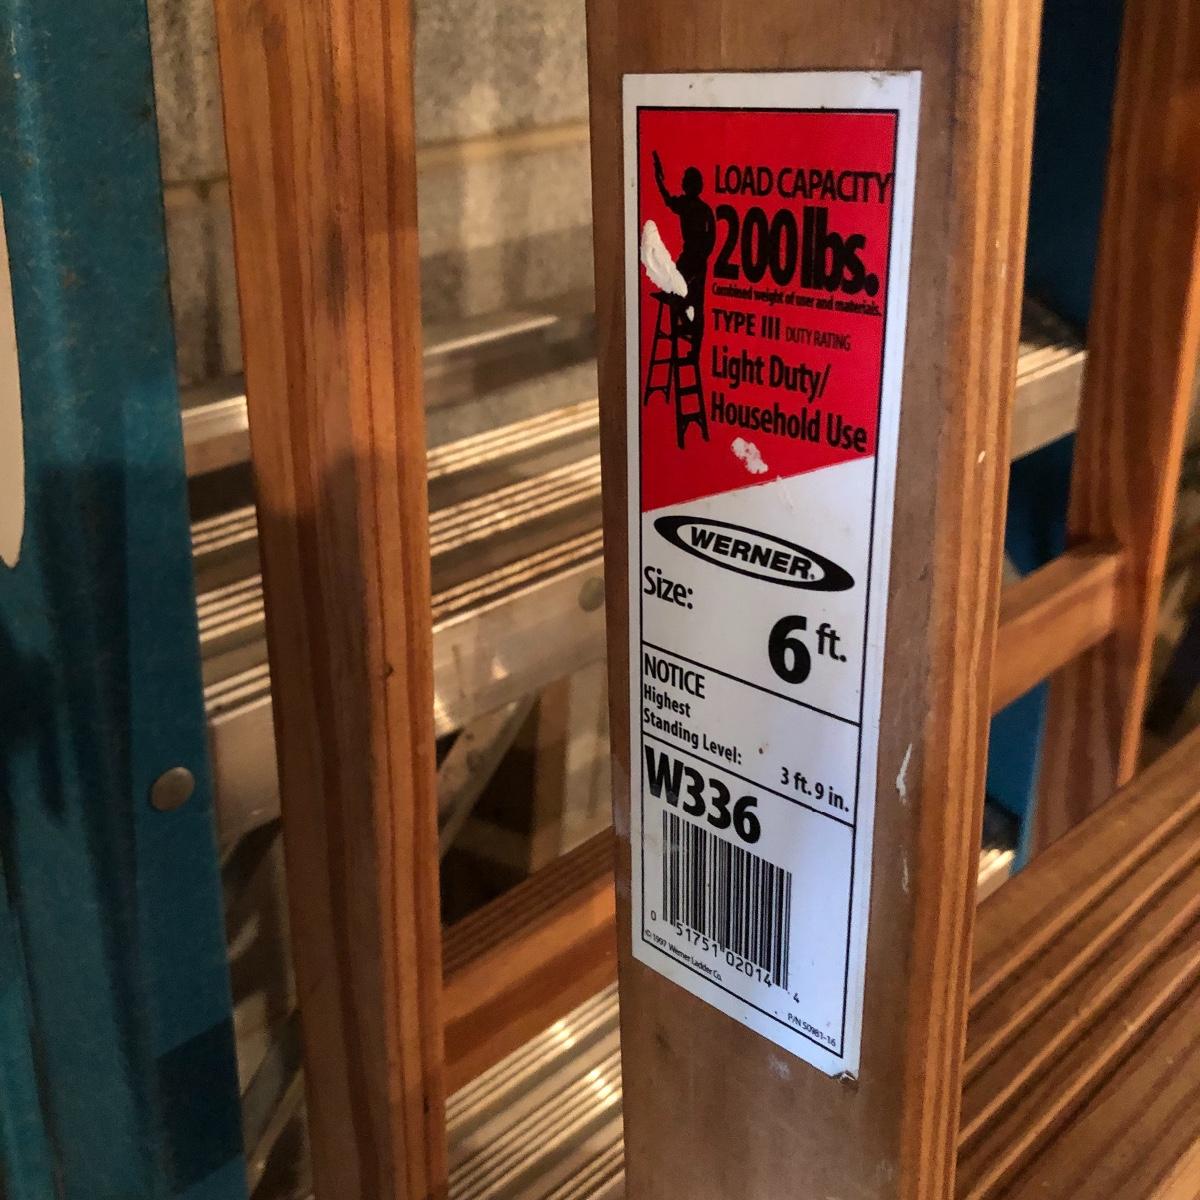 LOAD CAPACITY
200 lbs.
Combined weight of user and materials.
TYPE III DUTY RATING
Light Duty/
Household Use
WERNER®
Size:
6 ft.
NOTICE
Highest
Standing Level:
3 ft. 9 in.
W336
0 51751 02014 4
© 1997 Werner Ladder Co.
P/N 50981-36